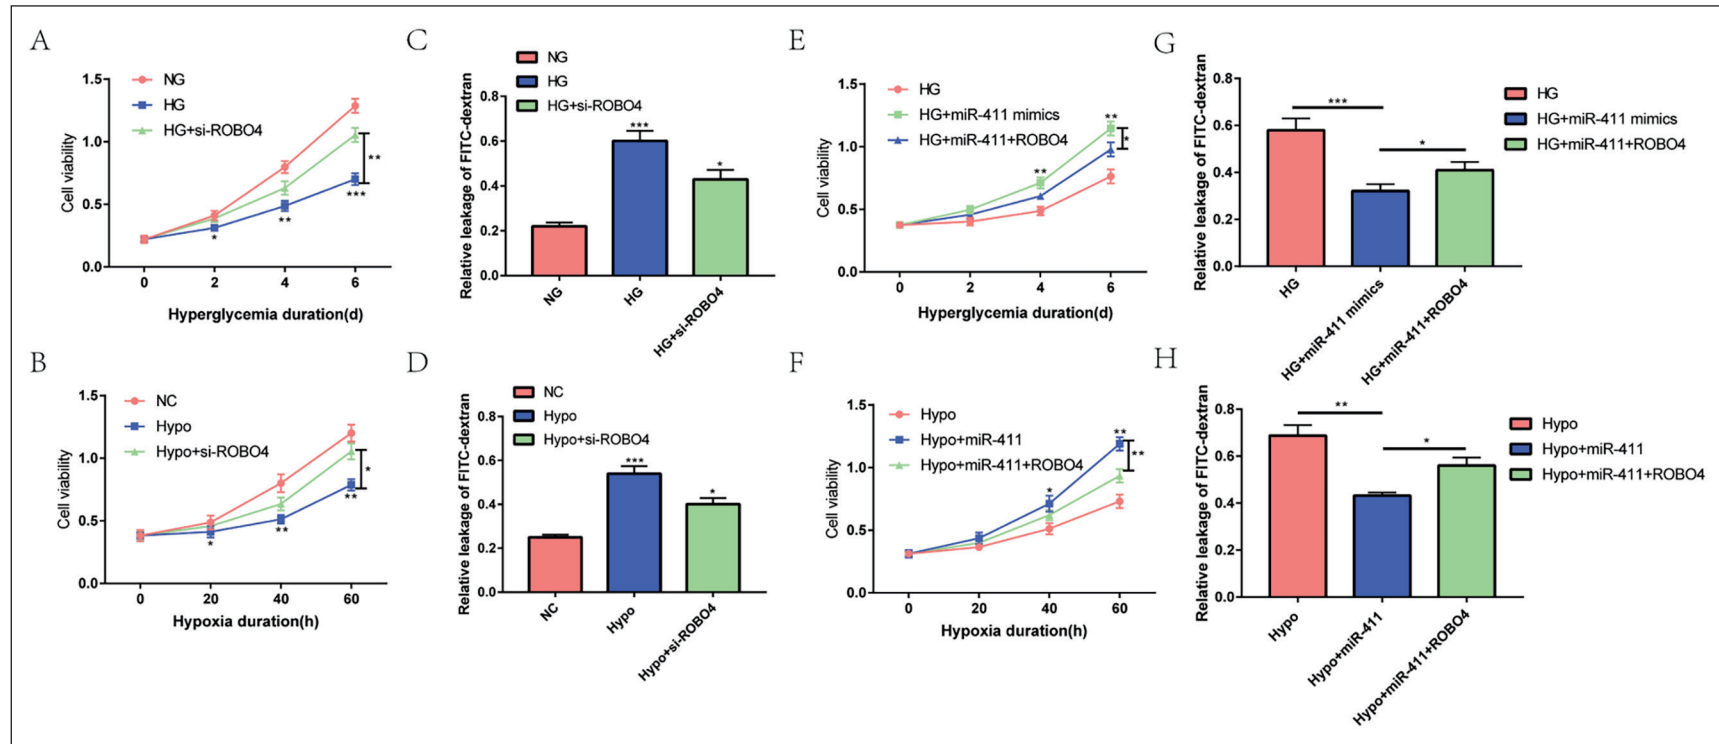 A
NG
HG
HG+si-ROBO4
Cell viability
1.5
1.0
0.5
0.0
*
**
***
**
0
2
4
6
Hyperglycemia duration(d)
C
NG
HG
HG+si-ROBO4
Relative leakage of FITC-dextran
0.8
0.6
0.4
0.2
0.0
***
*
NG
HG
HG+si-ROBO4
E
HG
HG+miR-411 mimics
HG+miR-411+ROBO4
Cell viability
1.5
1.0
0.5
0.0
**
**
*
0
2
4
6
Hyperglycemia duration(d)
G
HG
HG+miR-411 mimics
HG+miR-411+ROBO4
Relative leakage of FITC-dextran
0.8
0.6
0.4
0.2
0.0
***
*
HG
HG+miR-411 mimics
HG+miR-411+ROBO4
B
NC
Hypo
Hypo+si-ROBO4
Cell viability
1.5
1.0
0.5
0.0
*
**
**
*
0
20
40
60
Hypoxia duration(h)
D
NC
Hypo
Hypo+si-ROBO4
Relative leakage of FITC-dextran
0.8
0.6
0.4
0.2
0.0
***
*
NC
Hypo
Hypo+si-ROBO4
F
Hypo
Hypo+miR-411
Hypo+miR-411+ROBO4
Cell viability
1.5
1.0
0.5
0.0
*
**
**
0
20
40
60
Hypoxia duration(h)
H
Hypo
Hypo+miR-411
Hypo+miR-411+ROBO4
Relative leakage of FITC-dextran
0.8
0.6
0.4
0.2
0.0
**
*
Hypo
Hypo+miR-411
Hypo+miR-411+ROBO4